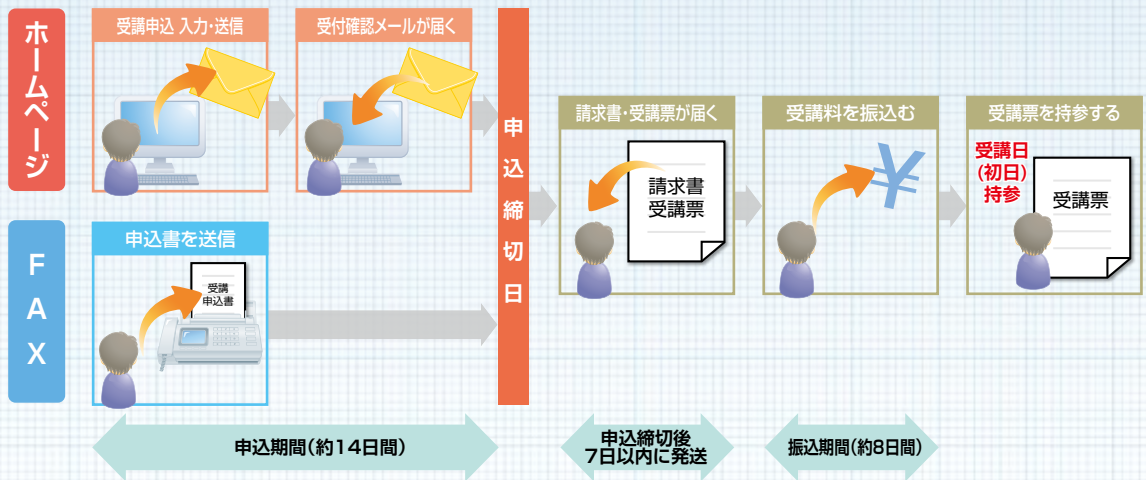 ホームページ
受講申込 入力・送信
受付確認メールが届く
FAX
申込書を送信
受講
申込書
申込締切日
請求書・受講票が届く
請求書
受講票
受講料を振込む
¥
受講票を持参する
受講日
(初日)
持参
受講票
申込期間(約14日間)
申込締切後
7日以内に発送
振込期間(約8日間)